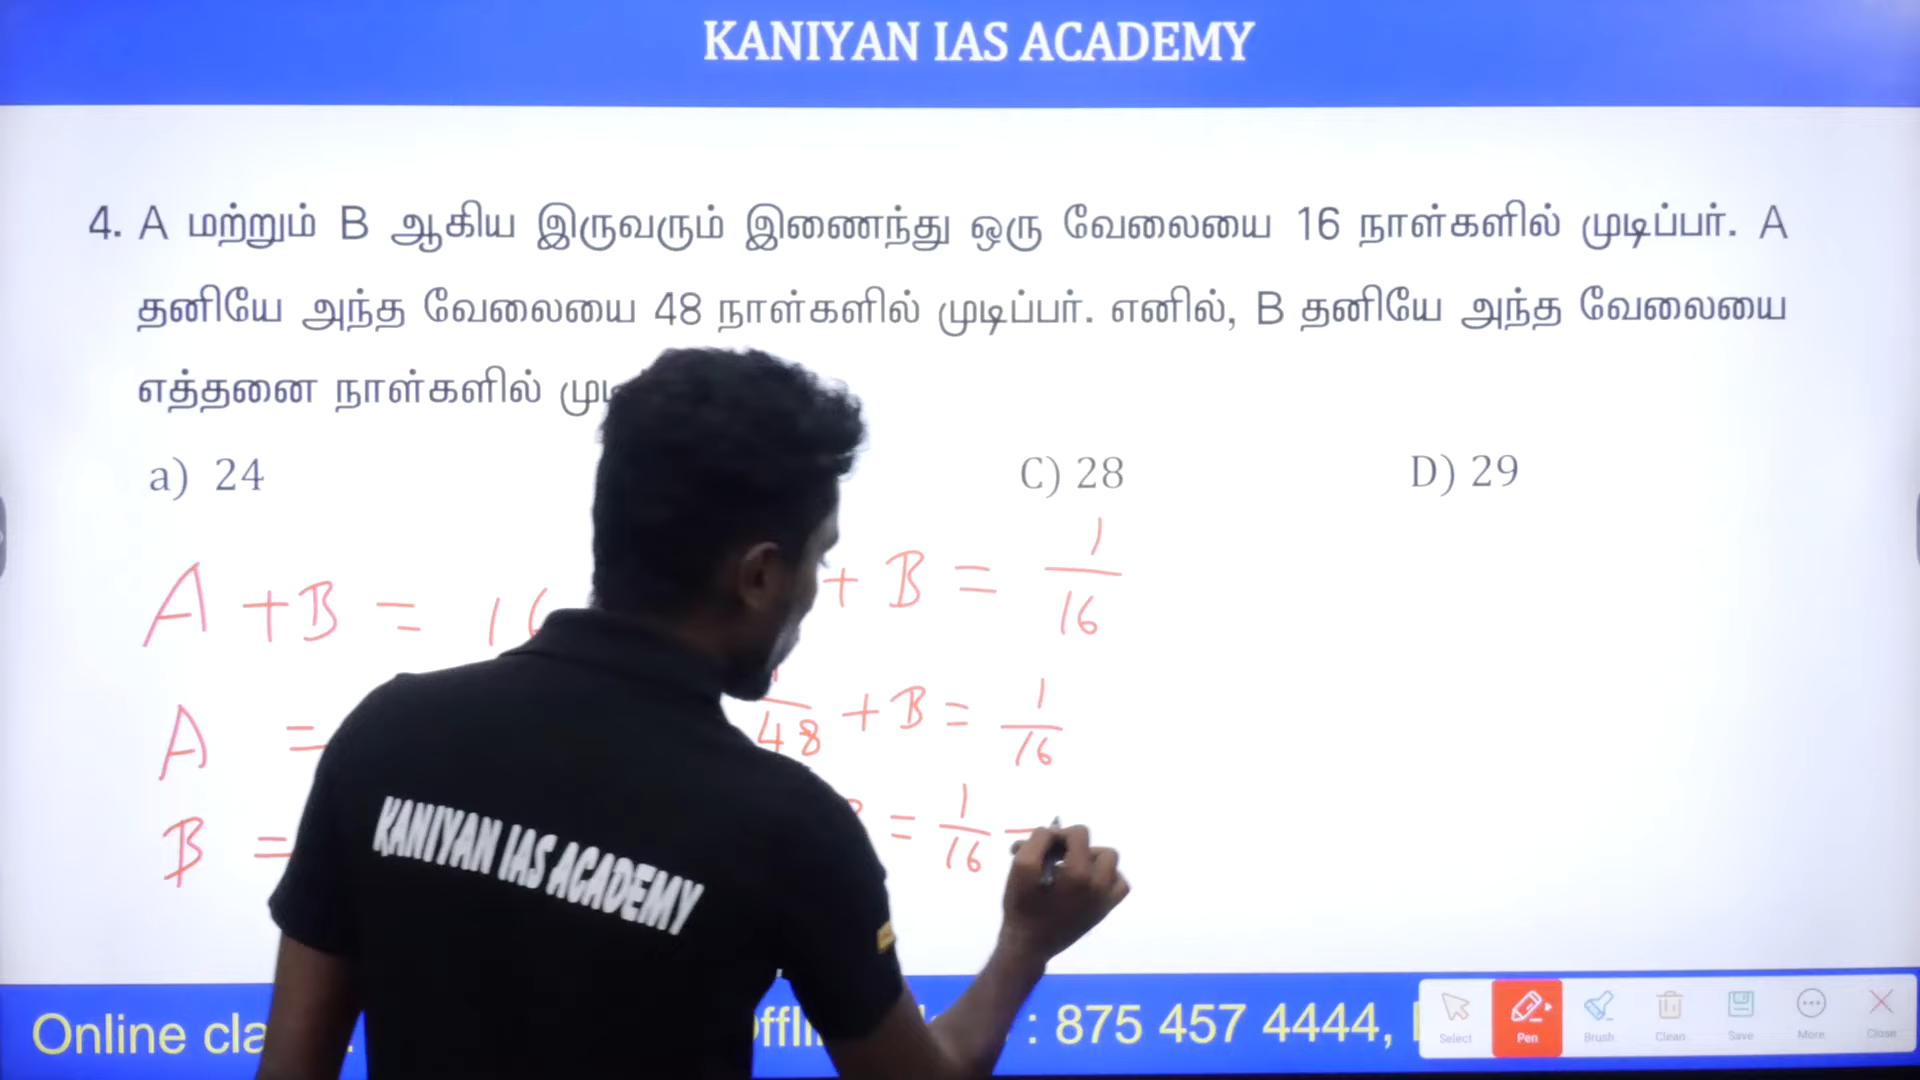 KANIYAN IAS ACADEMY
4. A மற்றும் B ஆகிய இருவரும் இணைந்து ஒரு வேலையை 16 நாள்களில் முடிப்பர். A
தனியே அந்த வேலையை 48 நாள்களில் முடிப்பர். எனில், B தனியே அந்த வேலையை
எத்தனை நாள்களில்
a) 24 C) 28 D) 29
A + B = 16 + B = 1/16
A = 1/48 + B = 1/16
B = = 1/16 -
KANIYAN IAS ACADEMY
Online : 875 457 4444,
Select Pen Brush Clean Save More Close